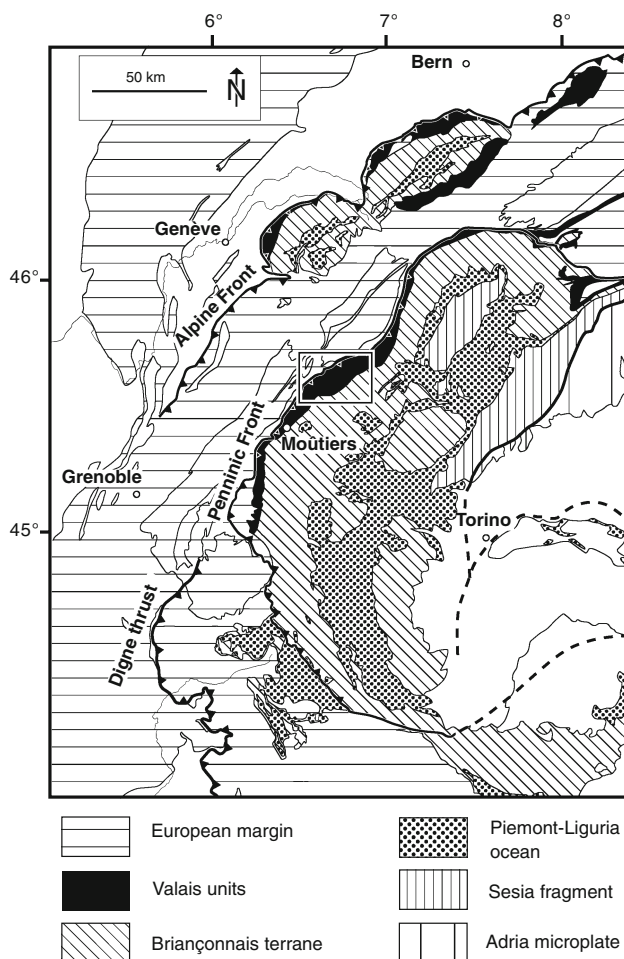 6° 7° 8°
50 km
N
Bern
Genève
46°
Alpine Front
Penninic Front
Moûtiers
Grenoble
45°
Torino
Digne thrust
European margin
Valais units
Briançonnais terrane
Piemont-Liguria
ocean
Sesia fragment
Adria microplate